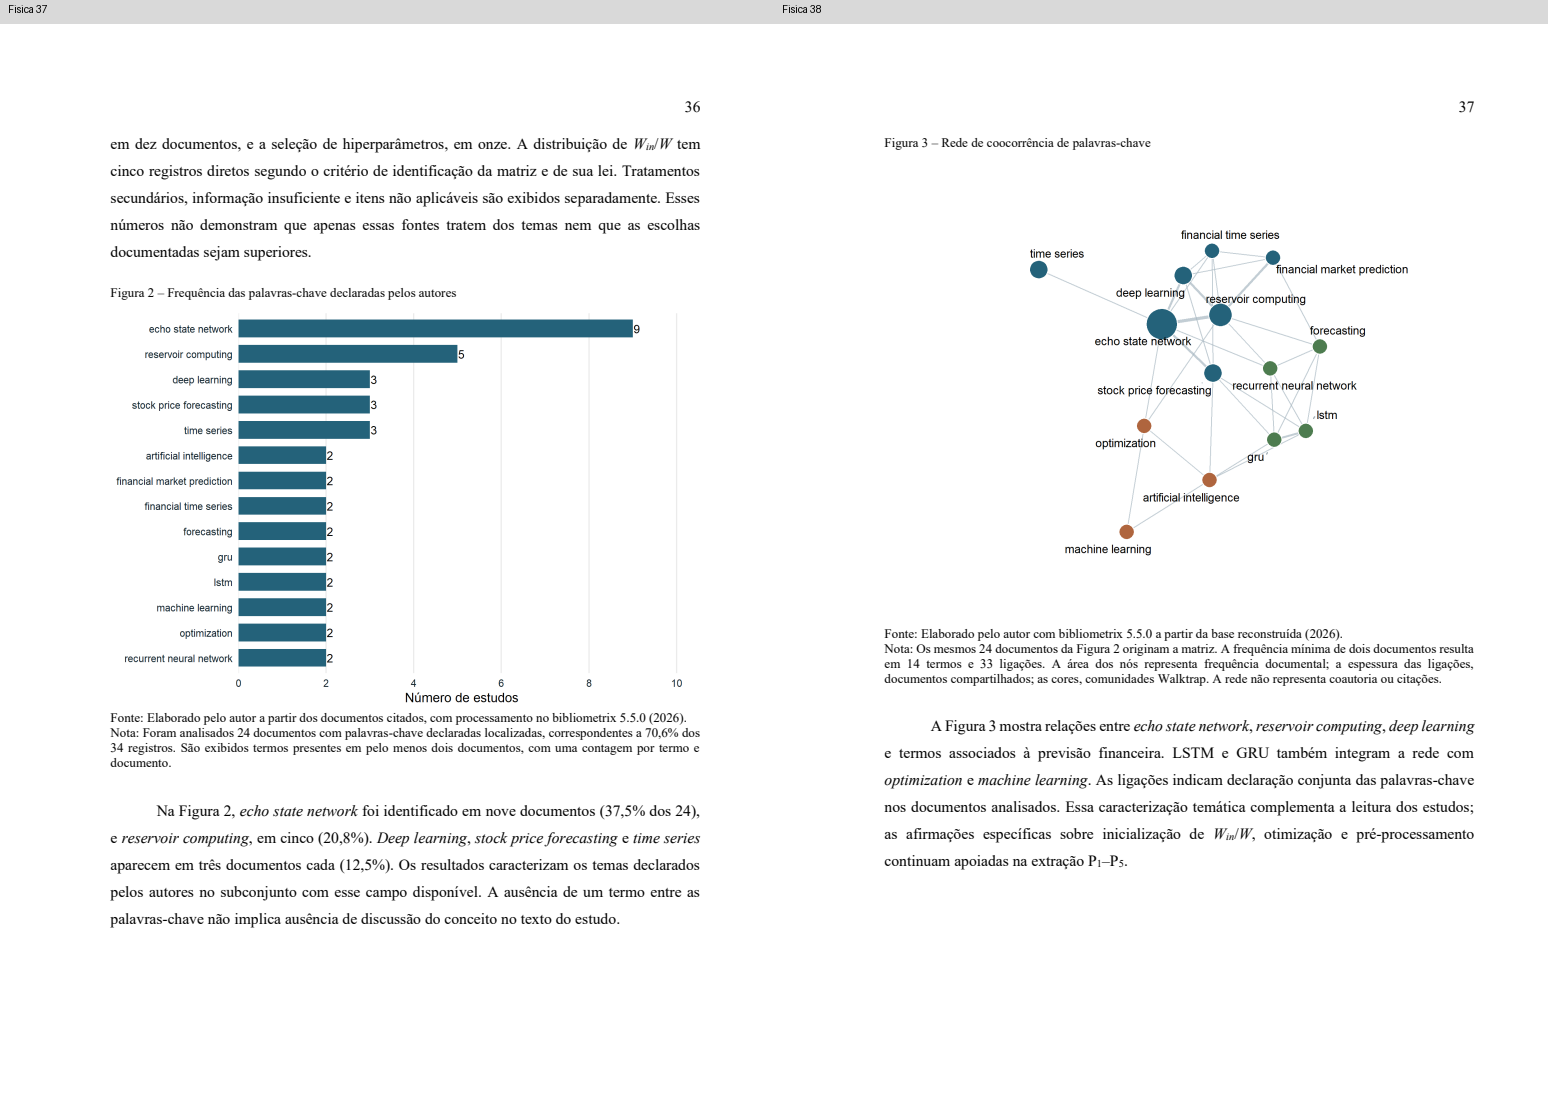 Fisica 37
36
em dez documentos, e a seleção de hiperparâmetros, em onze. A distribuição de Win/W tem
cinco registros diretos segundo o critério de identificação da matriz e de sua lei. Tratamentos
secundários, informação insuficiente e itens não aplicáveis são exibidos separadamente. Esses
números não demonstram que apenas essas fontes tratem dos temas nem que as escolhas
documentadas sejam superiores.
Figura 2 – Frequência das palavras-chave declaradas pelos autores
echo state network 9
reservoir computing 5
deep learning 3
stock price forecasting 3
time series 3
artificial intelligence 2
financial market prediction 2
financial time series 2
forecasting 2
gru 2
lstm 2
machine learning 2
optimization 2
recurrent neural network 2
0 2 4 6 8 10
Número de estudos
Fonte: Elaborado pelo autor a partir dos documentos citados, com processamento no bibliometrix 5.5.0 (2026).
Nota: Foram analisados 24 documentos com palavras-chave declaradas localizadas, correspondentes a 70,6% dos
34 registros. São exibidos termos presentes em pelo menos dois documentos, com uma contagem por termo e
documento.
Na Figura 2, echo state network foi identificado em nove documentos (37,5% dos 24),
e reservoir computing, em cinco (20,8%). Deep learning, stock price forecasting e time series
aparecem em três documentos cada (12,5%). Os resultados caracterizam os temas declarados
pelos autores no subconjunto com esse campo disponível. A ausência de um termo entre as
palavras-chave não implica ausência de discussão do conceito no texto do estudo.
Fisica 38
37
Figura 3 – Rede de coocorrência de palavras-chave
financial time series
time series
financial market prediction
deep learning
reservoir computing
forecasting
echo state network
recurrent neural network
stock price forecasting
lstm
optimization
gru
artificial intelligence
machine learning
Fonte: Elaborado pelo autor com bibliometrix 5.5.0 a partir da base reconstruída (2026).
Nota: Os mesmos 24 documentos da Figura 2 originam a matriz. A frequência mínima de dois documentos resulta
em 14 termos e 33 ligações. A área dos nós representa frequência documental; a espessura das ligações,
documentos compartilhados; as cores, comunidades Walktrap. A rede não representa coautoria ou citações.
A Figura 3 mostra relações entre echo state network, reservoir computing, deep learning
e termos associados à previsão financeira. LSTM e GRU também integram a rede com
optimization e machine learning. As ligações indicam declaração conjunta das palavras-chave
nos documentos analisados. Essa caracterização temática complementa a leitura dos estudos;
as afirmações específicas sobre inicialização de Win/W, otimização e pré-processamento
continuam apoiadas na extração P1–P5.